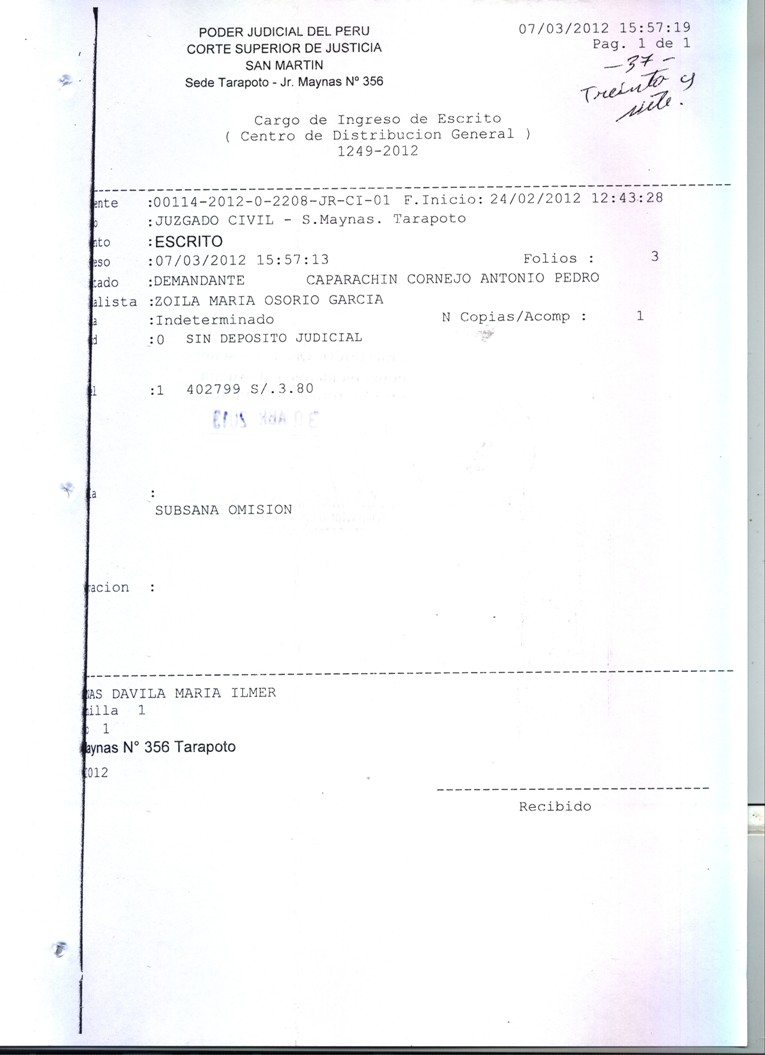 PODER JUDICIAL DEL PERU
CORTE SUPERIOR DE JUSTICIA
SAN MARTIN
Sede Tarapoto - Jr. Maynas Nº 356
07/03/2012 15:57:19
Pag. 1 de 1
- 37 -
Treinta y
siete.
Cargo de Ingreso de Escrito
( Centro de Distribucion General )
1249-2012
ente :00114-2012-0-2208-JR-CI-01 F.Inicio: 24/02/2012 12:43:28
:JUZGADO CIVIL - S.Maynas. Tarapoto
nto :ESCRITO
eso :07/03/2012 15:57:13 Folios : 3
tado :DEMANDANTE CAPARACHIN CORNEJO ANTONIO PEDRO
alista :ZOILA MARIA OSORIO GARCIA
a :Indeterminado N Copias/Acomp : 1
d :0 SIN DEPOSITO JUDICIAL
l :1 402799 S/.3.80
a :
SUBSANA OMISION
acion :
AS DAVILA MARIA ILMER
illa 1
1
aynas N° 356 Tarapoto
2012
Recibido